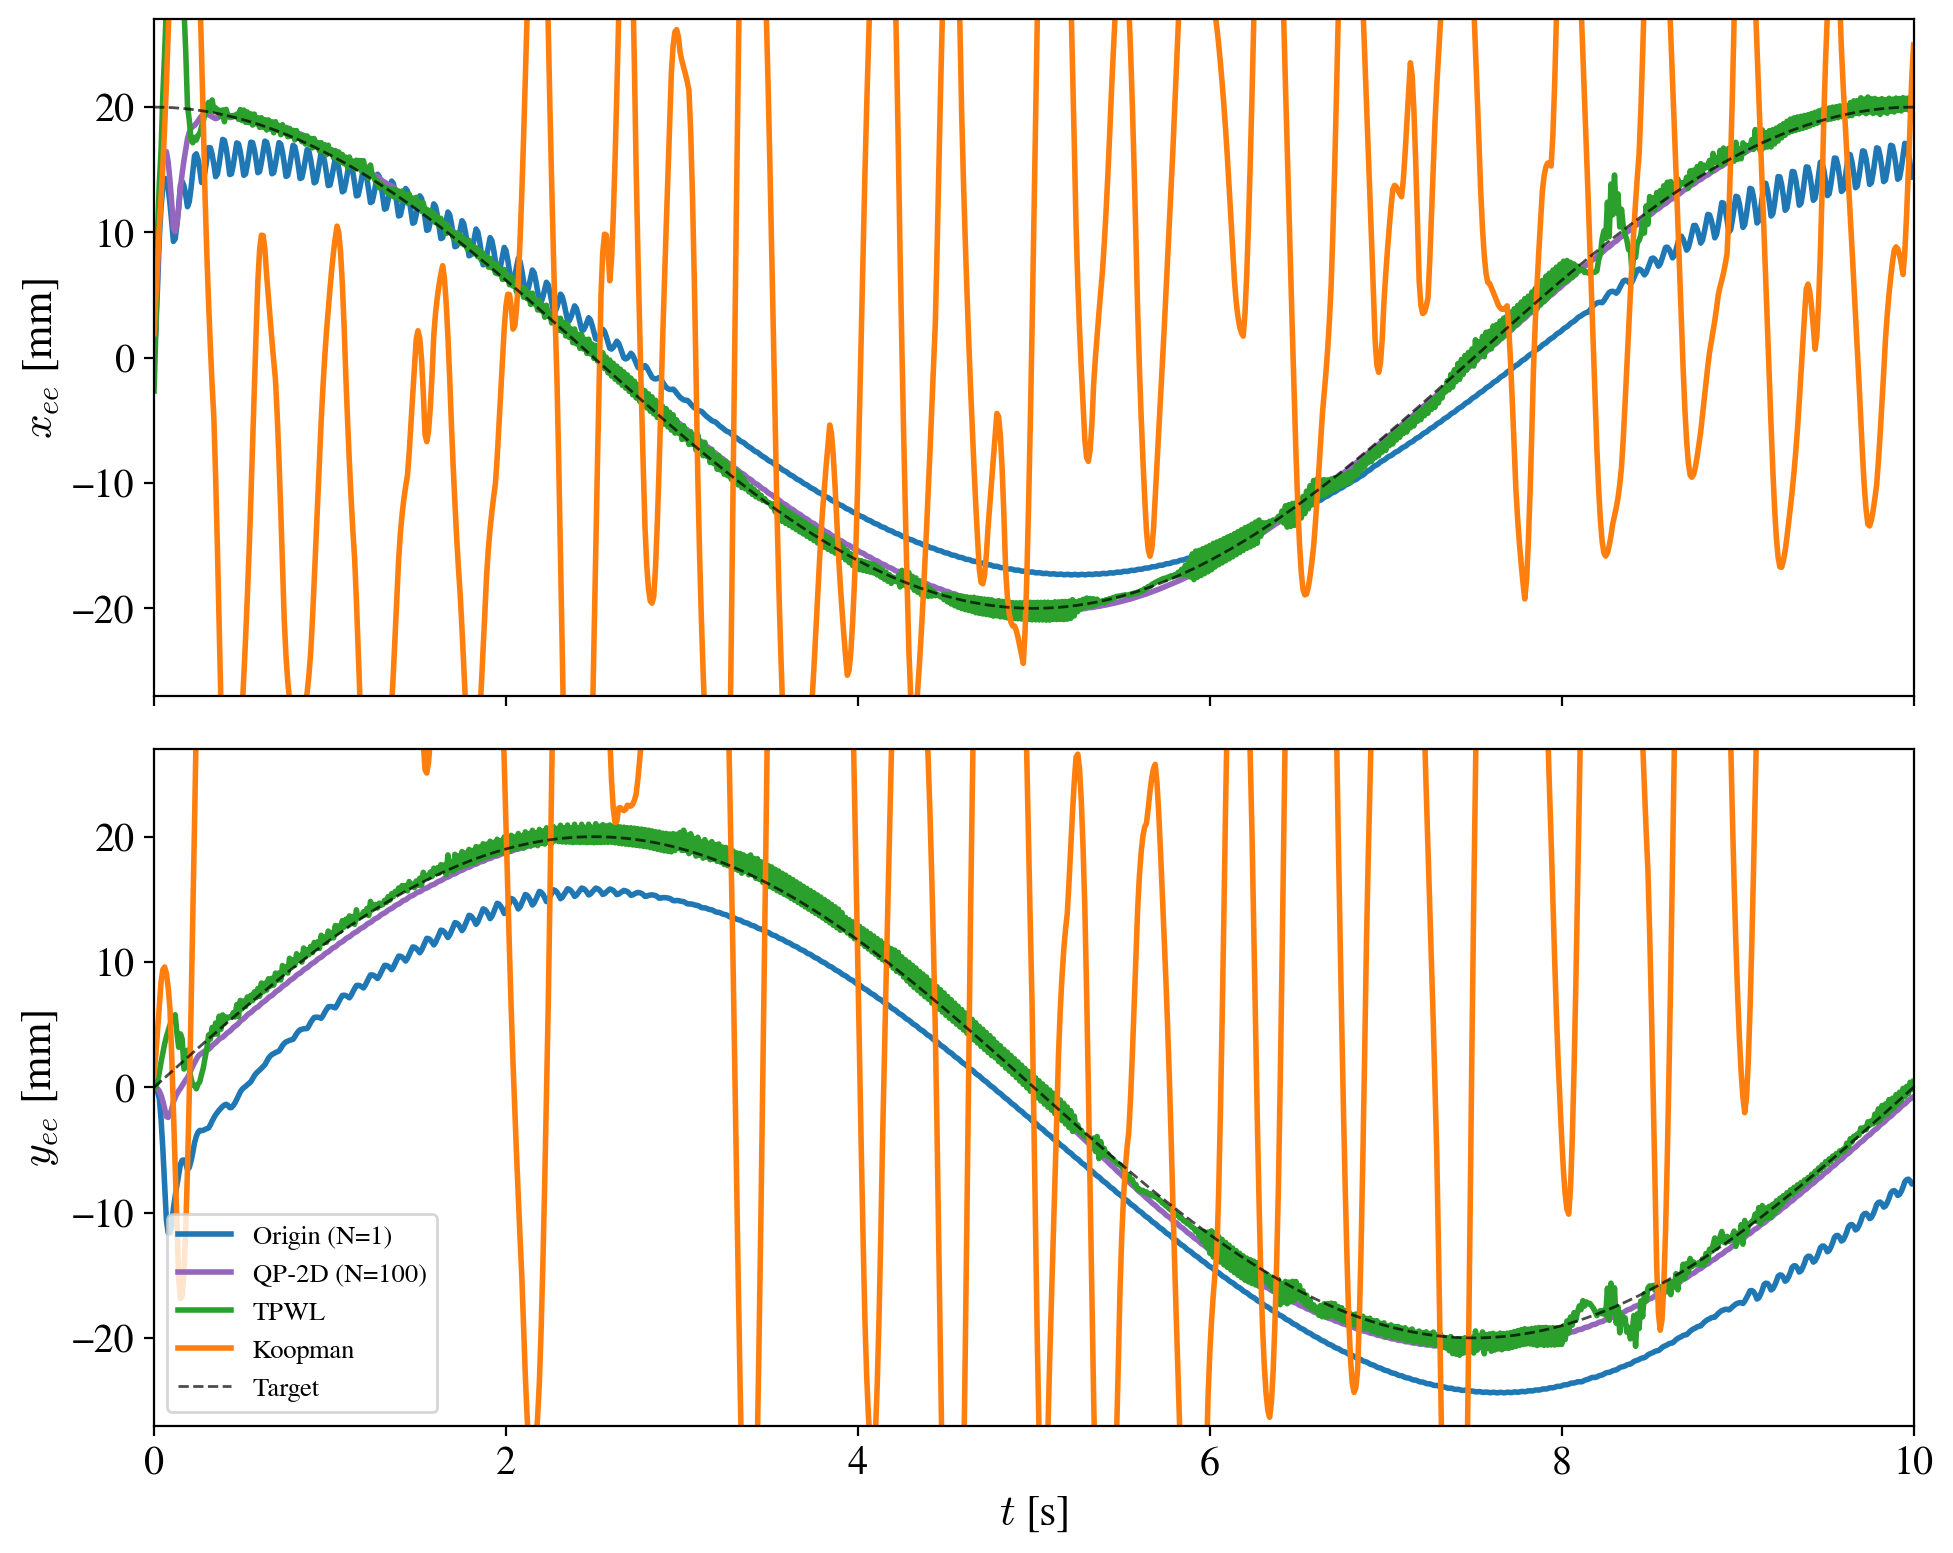 20
10
0
−10
−20
x_ee [mm]
20
10
0
−10
−20
y_ee [mm]
Origin (N=1)
QP-2D (N=100)
TPWL
Koopman
Target
0 2 4 6 8 10
t [s]